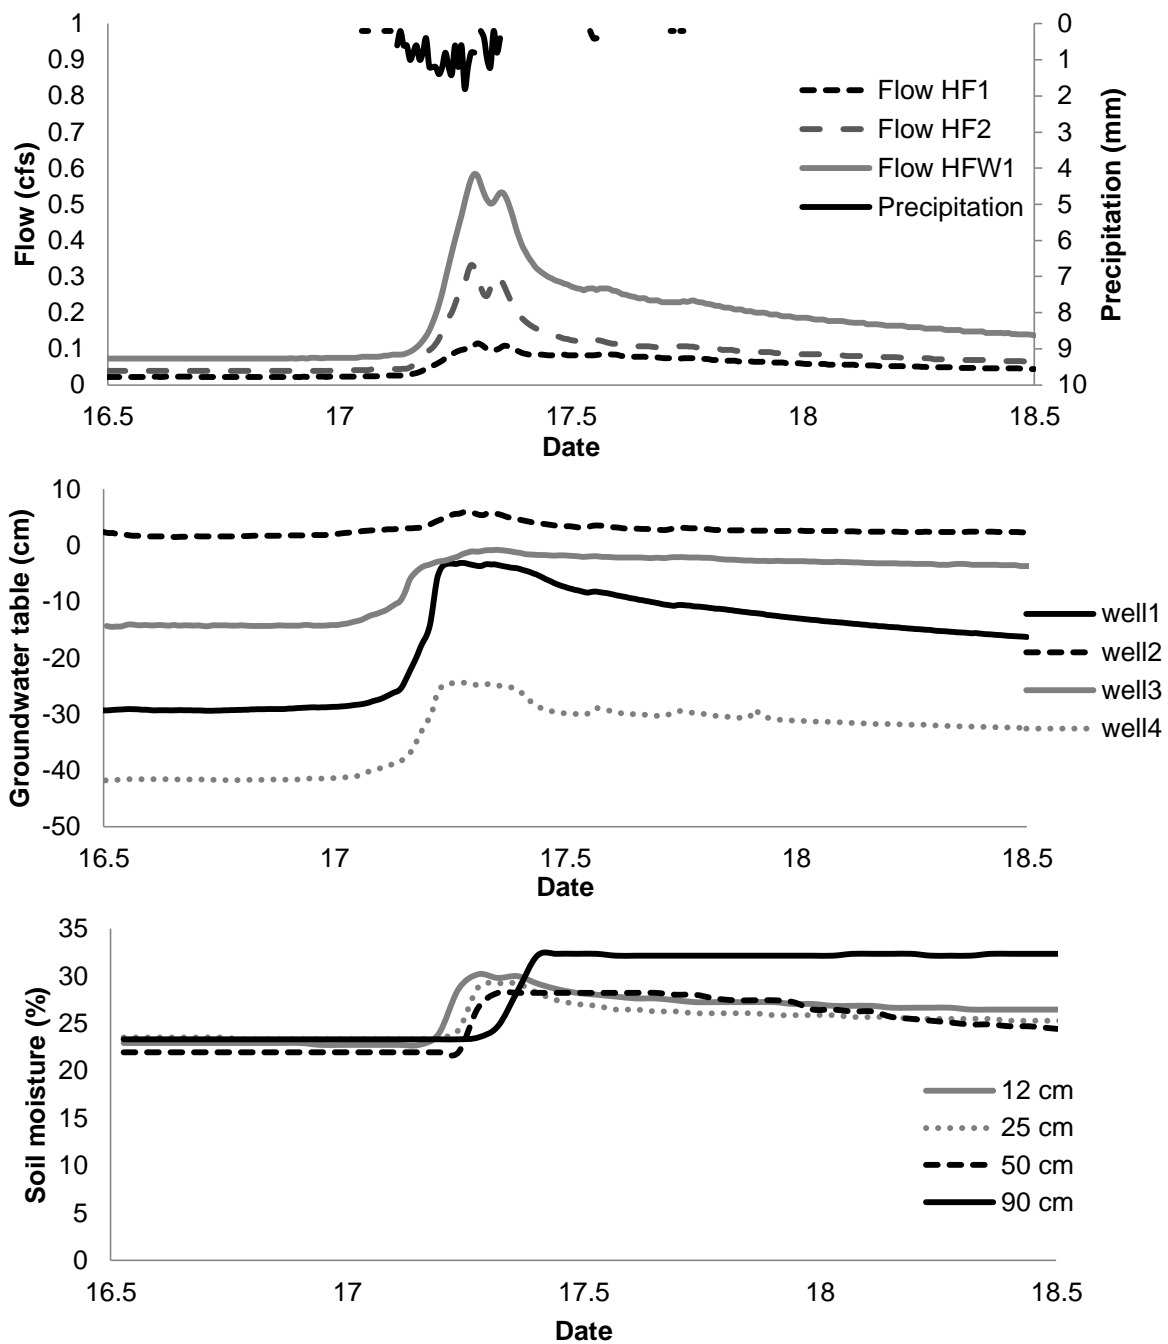 1
0.9
0.8
0.7
0.6
0.5
0.4
0.3
0.2
0.1
0
Flow (cfs)
0
1
2
3
4
5
6
7
8
9
10
Precipitation (mm)
Flow HF1
Flow HF2
Flow HFW1
Precipitation
16.5 17 17.5 18 18.5
Date
10
0
-10
-20
-30
-40
-50
Groundwater table (cm)
well1
well2
well3
well4
16.5 17 17.5 18 18.5
Date
35
30
25
20
15
10
5
0
Soil moisture (%)
12 cm
25 cm
50 cm
90 cm
16.5 17 17.5 18 18.5
Date